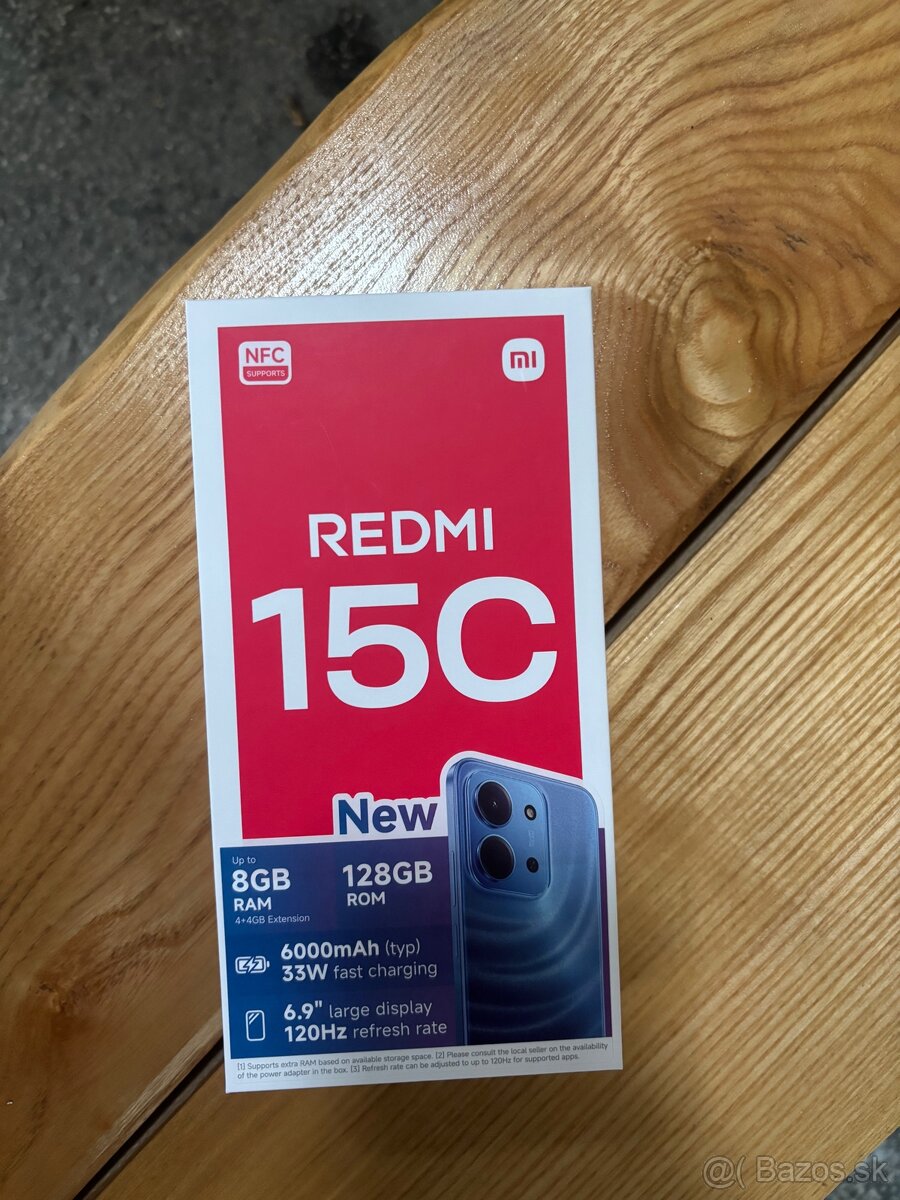 NFC
SUPPORTS
mi
REDMI
15C
New
Up to
8GB
RAM
4+4GB Extension
128GB
ROM
6000mAh (typ)
33W fast charging
6.9" large display
120Hz refresh rate
[1] Supports extra RAM based on available storage space. [2] Please consult the local seller on the availability
of the power adapter in the box. [3] Refresh rate can be adjusted to up to 120Hz for supported apps.
@( Bazos.sk